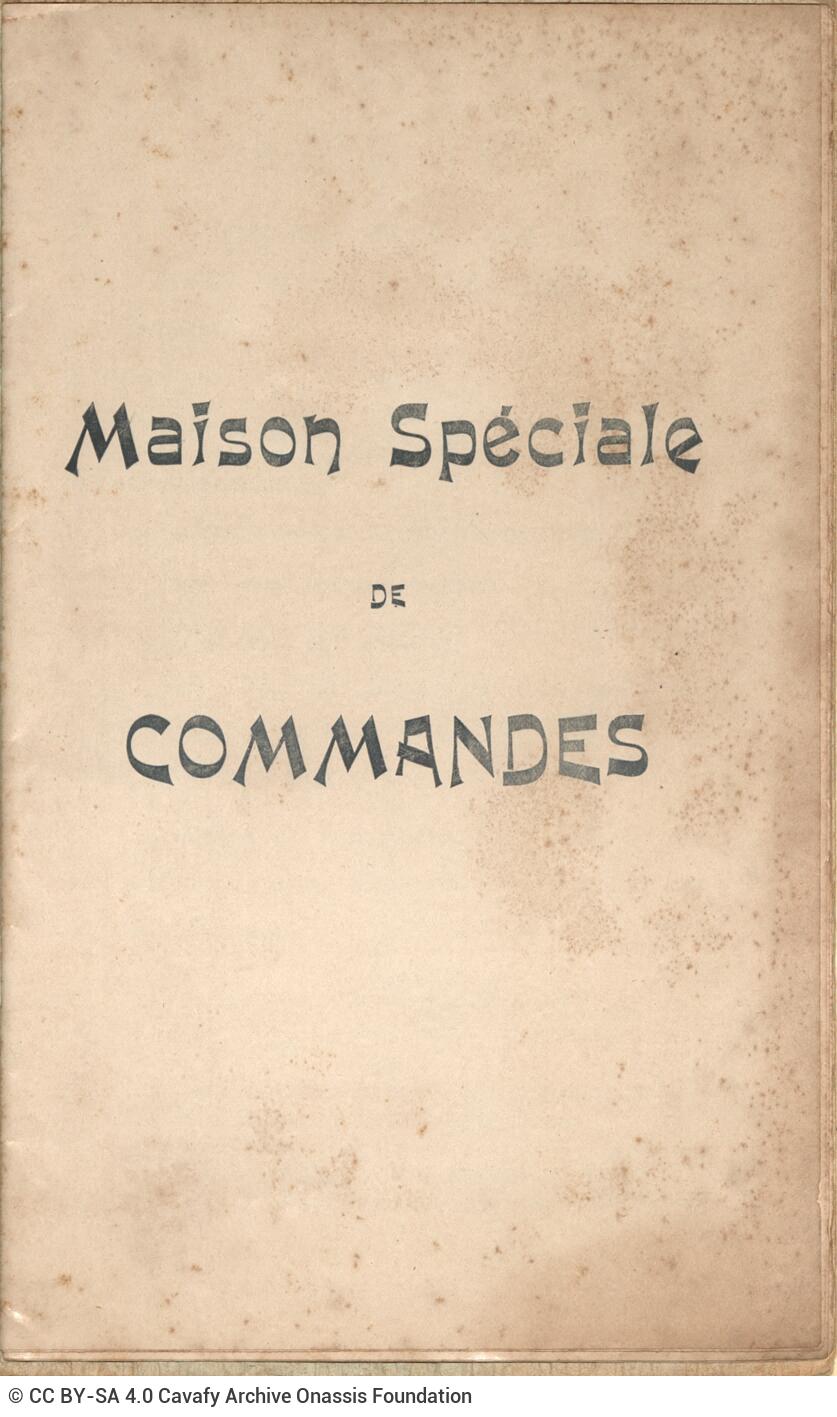 Maison Spéciale
DE
COMMANDES
© CC BY-SA 4.0 Cavafy Archive Onassis Foundation